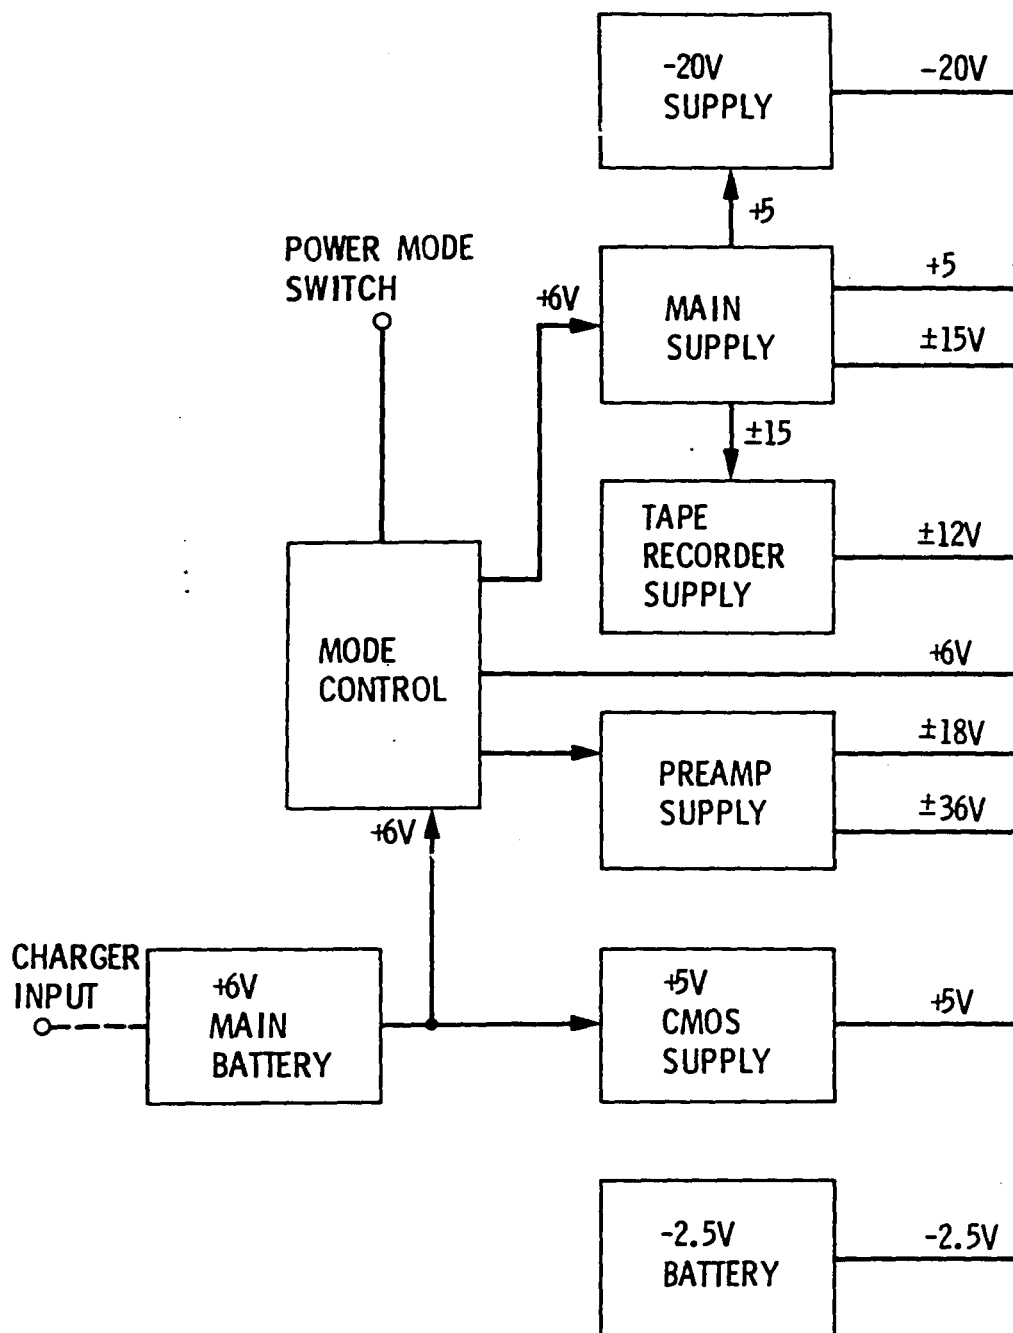 -20V
SUPPLY
-20V
+5
POWER MODE
SWITCH
+6V
MAIN
SUPPLY
+5
±15V
±15
TAPE
RECORDER
SUPPLY
±12V
MODE
CONTROL
+6V
PREAMP
SUPPLY
±18V
±36V
+6V
CHARGER
INPUT
+6V
MAIN
BATTERY
+5V
CMOS
SUPPLY
+5V
-2.5V
BATTERY
-2.5V